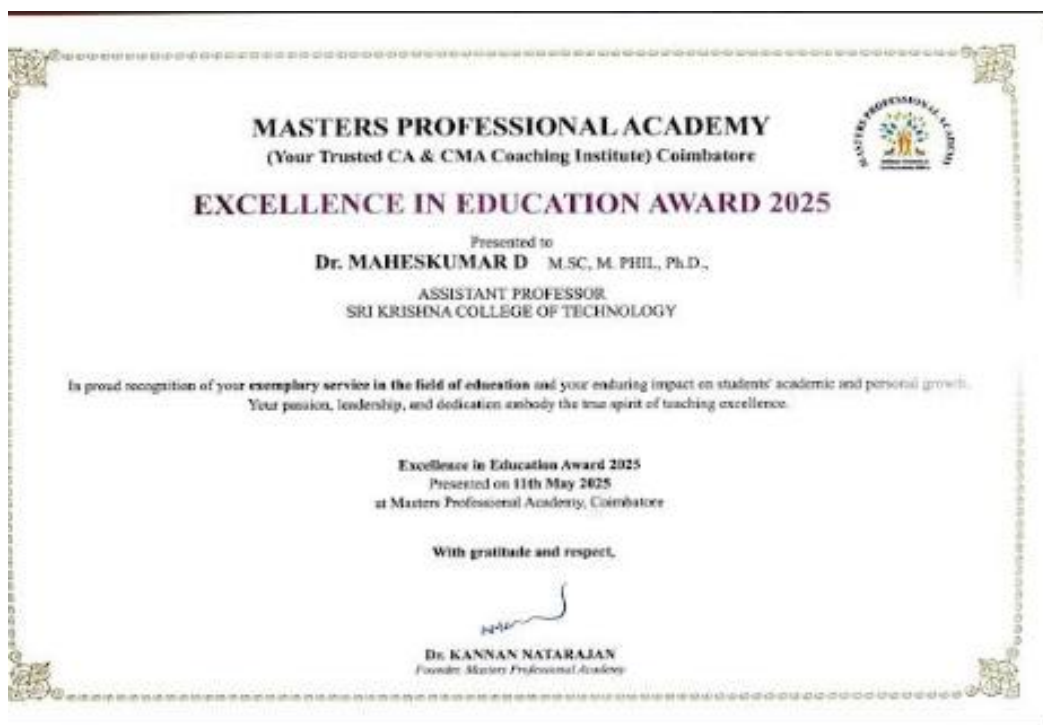 MASTERS PROFESSIONAL ACADEMY
MASTERS PROFESSIONAL ACADEMY
(Your Trusted CA & CMA Coaching Institute) Coimbatore
EXCELLENCE IN EDUCATION AWARD 2025
Presented to
Dr. MAHESKUMAR D M.SC, M. PHIL, Ph.D.,
ASSISTANT PROFESSOR
SRI KRISHNA COLLEGE OF TECHNOLOGY
In proud recognition of your exemplary service in the field of education and your enduring impact on students' academic and personal growth.
Your passion, leadership, and dedication embody the true spirit of teaching excellence.
Excellence in Education Award 2025
Presented on 11th May 2025
at Masters Professional Academy, Coimbatore
With gratitude and respect,
Dr. KANNAN NATARAJAN
Founder, Masters Professional Academy